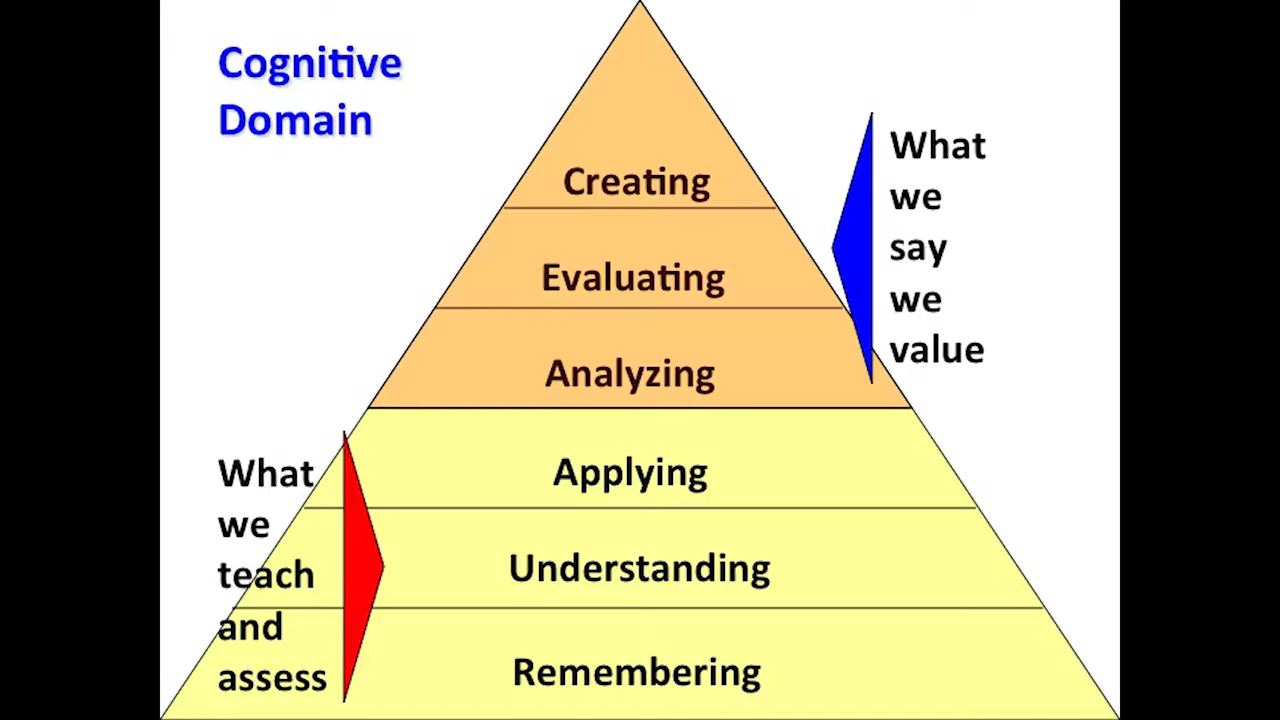 Cognitive
Domain
Creating
Evaluating
Analyzing
Applying
Understanding
Remembering
What
we
say
we
value
What
we
teach
and
assess